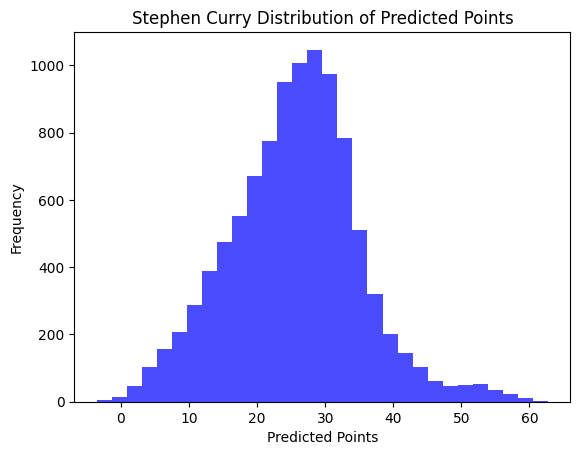 Stephen Curry Distribution of Predicted Points
1000
800
600
400
200
0
Frequency
0 10 20 30 40 50 60
Predicted Points